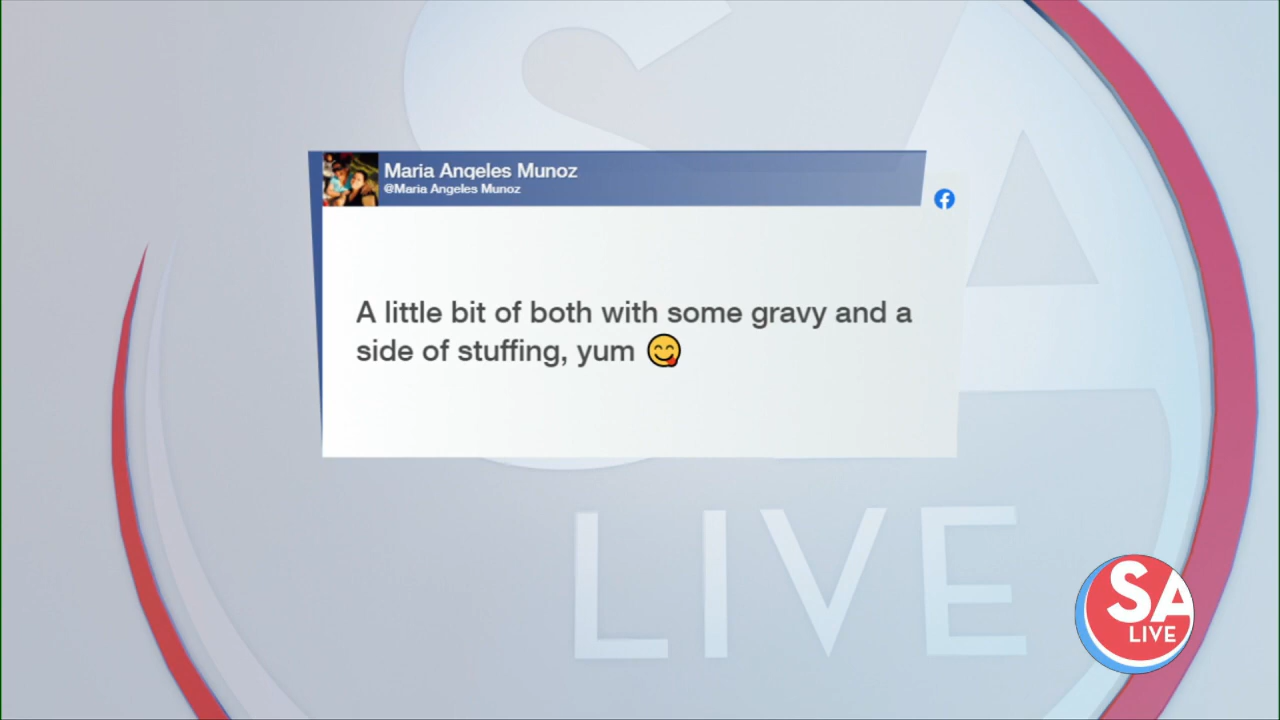 Maria Angeles Munoz
@Maria Angeles Munoz
A little bit of both with some gravy and a
side of stuffing, yum 😋
SA
LIVE
SA
LIVE